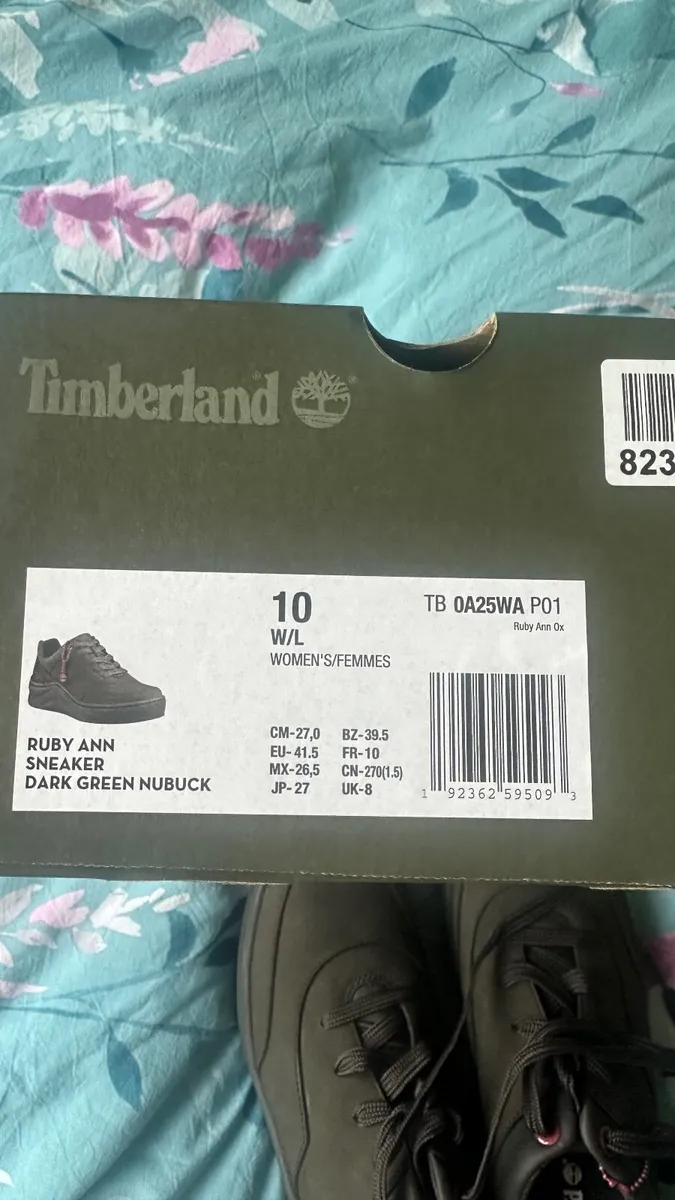 Timberland®
823
10
W/L
WOMEN'S/FEMMES
TB 0A25WA P01
Ruby Ann Ox
RUBY ANN
SNEAKER
DARK GREEN NUBUCK
CM-27,0 BZ-39.5
EU-41.5 FR-10
MX-26,5 CN-270(1.5)
JP-27 UK-8
1 92362 59509 3